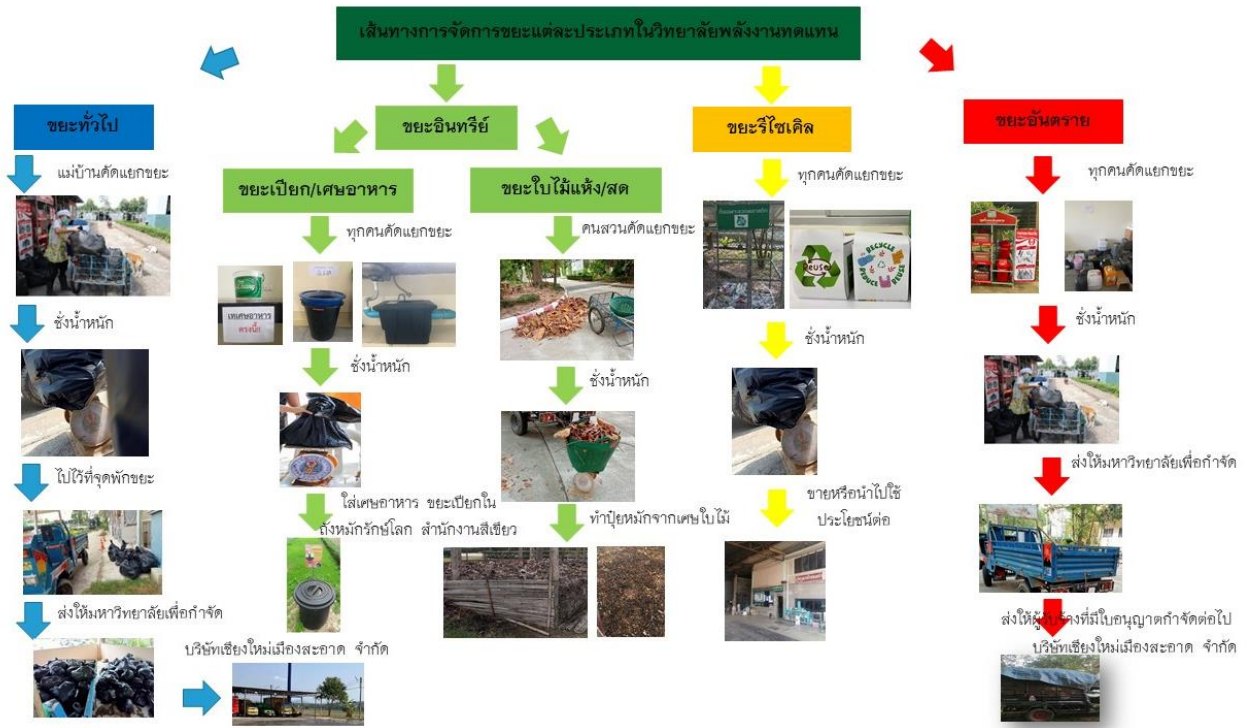 เส้นทางการจัดการขยะแต่ละประเภทในวิทยาลัยพลังงานทดแทน
ขยะทั่วไป
แม่บ้านคัดแยกขยะ
ชั่งน้ำหนัก
ไปไว้ที่จุดพักขยะ
ส่งให้มหาวิทยาลัยเพื่อกำจัด
บริษัทเชียงใหม่เมืองสะอาด จำกัด
ขยะอินทรีย์
ขยะเปียก/เศษอาหาร
ทุกคนคัดแยกขยะ
เทเศษอาหาร
ตรงนี้
ชั่งน้ำหนัก
ใส่เศษอาหาร ขยะเปียกใน
ถังหมักรักษ์โลก สำนักงานสีเขียว
ขยะใบไม้แห้ง/สด
คนสวนคัดแยกขยะ
ชั่งน้ำหนัก
ทำปุ๋ยหมักจากเศษใบไม้
ขยะรีไซเคิล
ทุกคนคัดแยกขยะ
Reuse
RECYCLE
REDUCE
REUSE
ชั่งน้ำหนัก
ขายหรือนำไปใช้
ประโยชน์ต่อ
ขยะอันตราย
ทุกคนคัดแยกขยะ
ชั่งน้ำหนัก
ส่งให้มหาวิทยาลัยเพื่อกำจัด
ส่งให้ผู้รับจ้างที่มีใบอนุญาตกำจัดต่อไป
บริษัทเชียงใหม่เมืองสะอาด จำกัด